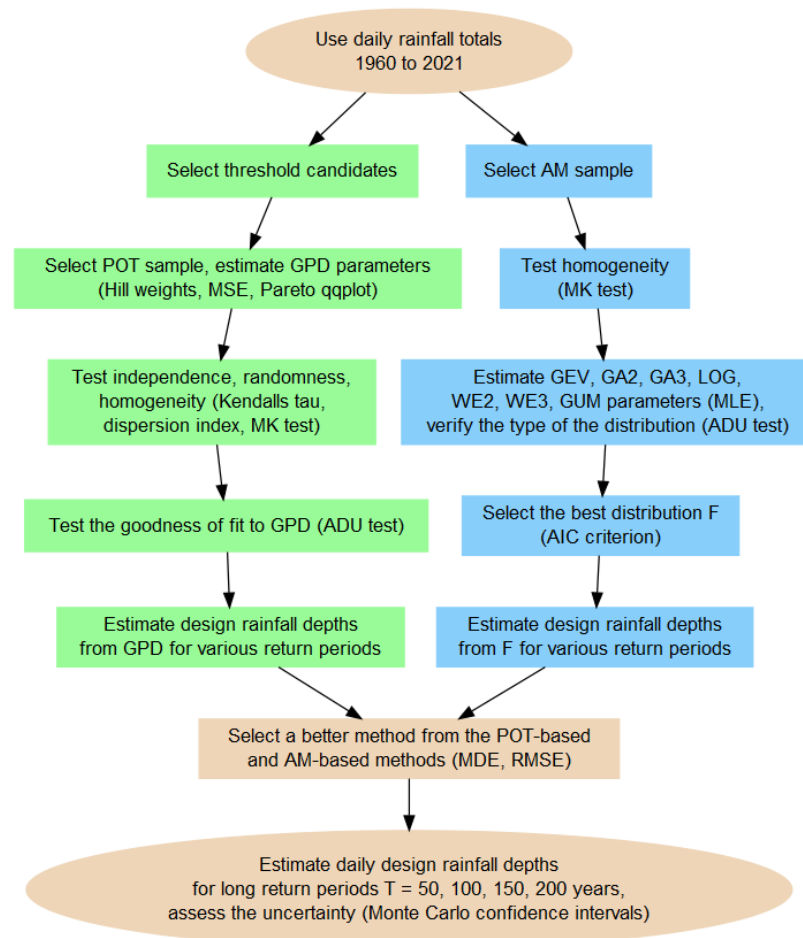 Use daily rainfall totals
1960 to 2021
Select threshold candidates
Select AM sample
Select POT sample, estimate GPD parameters
(Hill weights, MSE, Pareto qqplot)
Test homogeneity
(MK test)
Test independence, randomness,
homogeneity (Kendalls tau,
dispersion index, MK test)
Estimate GEV, GA2, GA3, LOG,
WE2, WE3, GUM parameters (MLE),
verify the type of the distribution (ADU test)
Test the goodness of fit to GPD (ADU test)
Select the best distribution F
(AIC criterion)
Estimate design rainfall depths
from GPD for various return periods
Estimate design rainfall depths
from F for various return periods
Select a better method from the POT-based
and AM-based methods (MDE, RMSE)
Estimate daily design rainfall depths
for long return periods T = 50, 100, 150, 200 years,
assess the uncertainty (Monte Carlo confidence intervals)